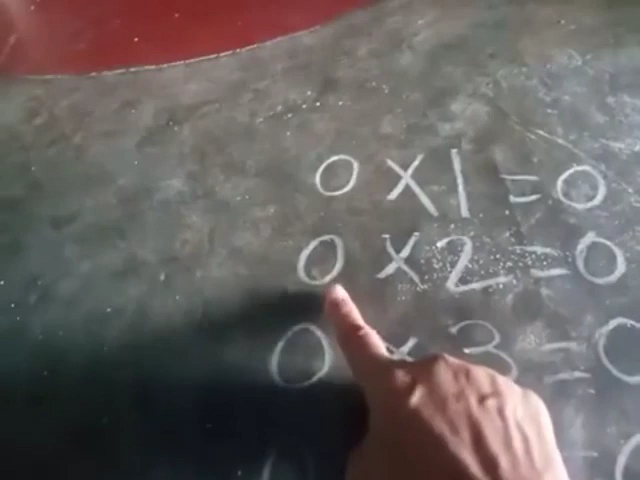 0 x 1 = 0
0 x 2 = 0
0 x 3 = 0